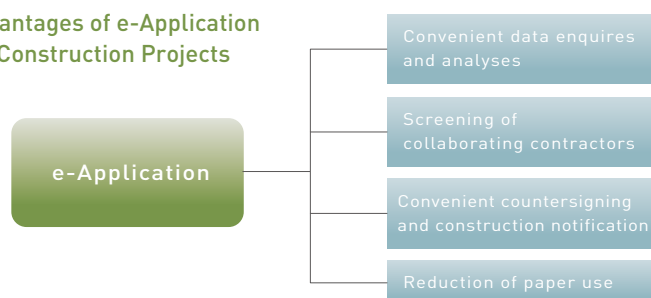 antages of e-Application
Construction Projects
e-Application
Convenient data enquires
and analyses
Screening of
collaborating contractors
Convenient countersigning
and construction notification
Reduction of paper use